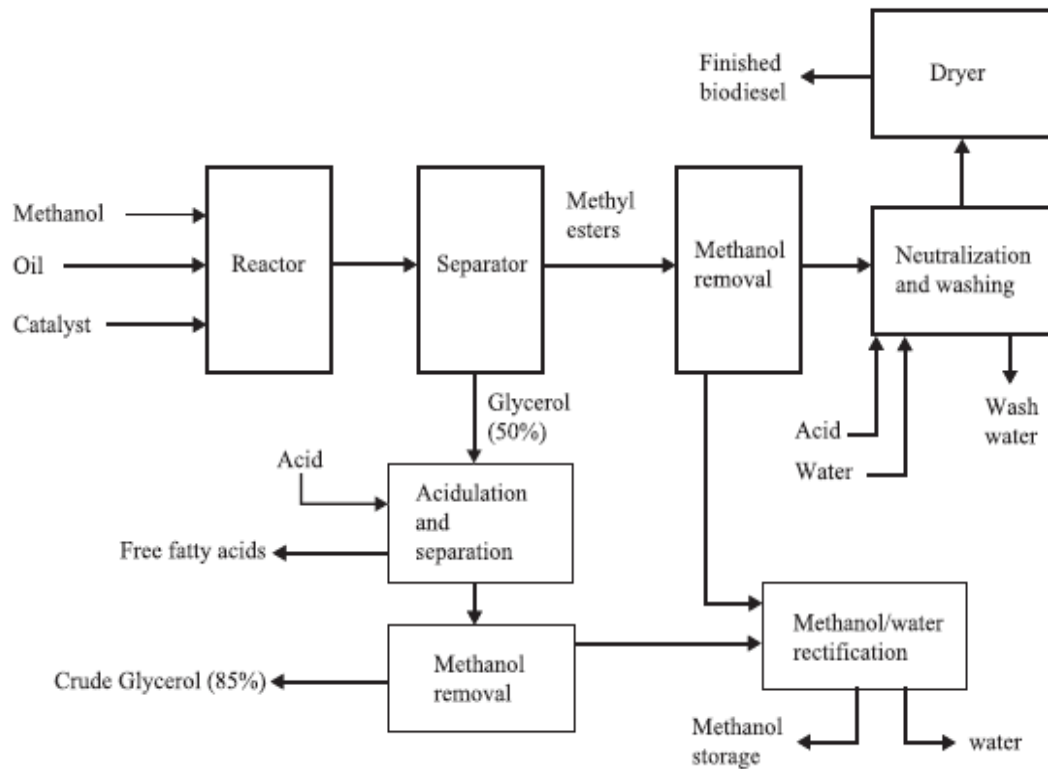 Finished
biodiesel
Dryer
Methanol
Oil
Catalyst
Reactor
Separator
Methyl
esters
Methanol
removal
Neutralization
and washing
Glycerol
(50%)
Acid
Water
Wash
water
Acid
Acidulation
and
separation
Free fatty acids
Methanol
removal
Crude Glycerol (85%)
Methanol/water
rectification
Methanol
storage
water